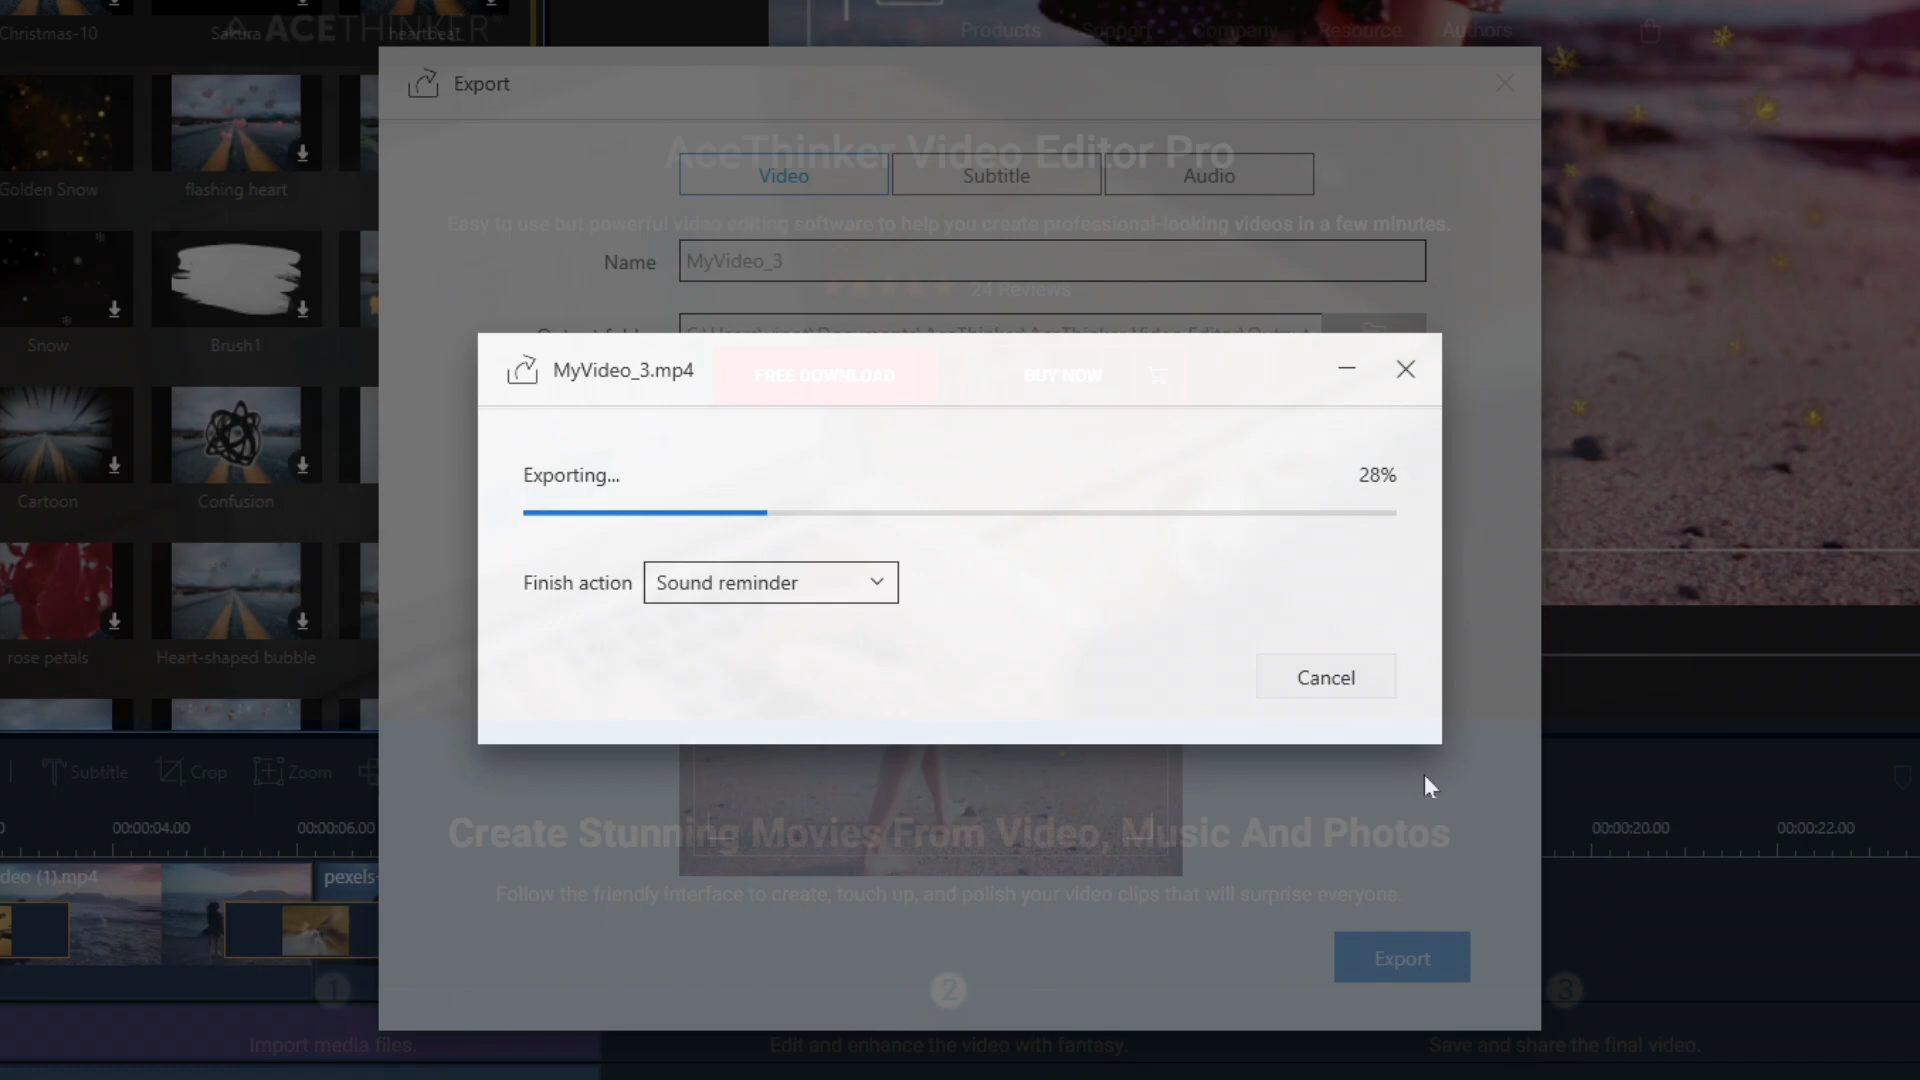 Christmas-10
Sakura
heartbeat
ACETHINKER
Products
Support
Company
Resource
Authors
Export
AceThinker Video Editor Pro
Video
Subtitle
Audio
Easy to use but powerful video editing software to help you create professional-looking videos in a few minutes.
Name
MyVideo_3
24 Reviews
Golden Snow
flashing heart
Snow
Brush1
Cartoon
Confusion
rose petals
Heart-shaped bubble
MyVideo_3.mp4
FREE DOWNLOAD
BUY NOW
Exporting...
28%
Finish action
Sound reminder
Cancel
Subtitle
Crop
Zoom
00:00:04.00
00:00:06.00
00:00:20.00
00:00:22.00
Create Stunning Movies From Video, Music And Photos
deo (1).mp4
pexels-
Follow the friendly interface to create, touch up, and polish your video clips that will surprise everyone.
Export
1
2
3
Import media files.
Edit and enhance the video with fantasy.
Save and share the final video.